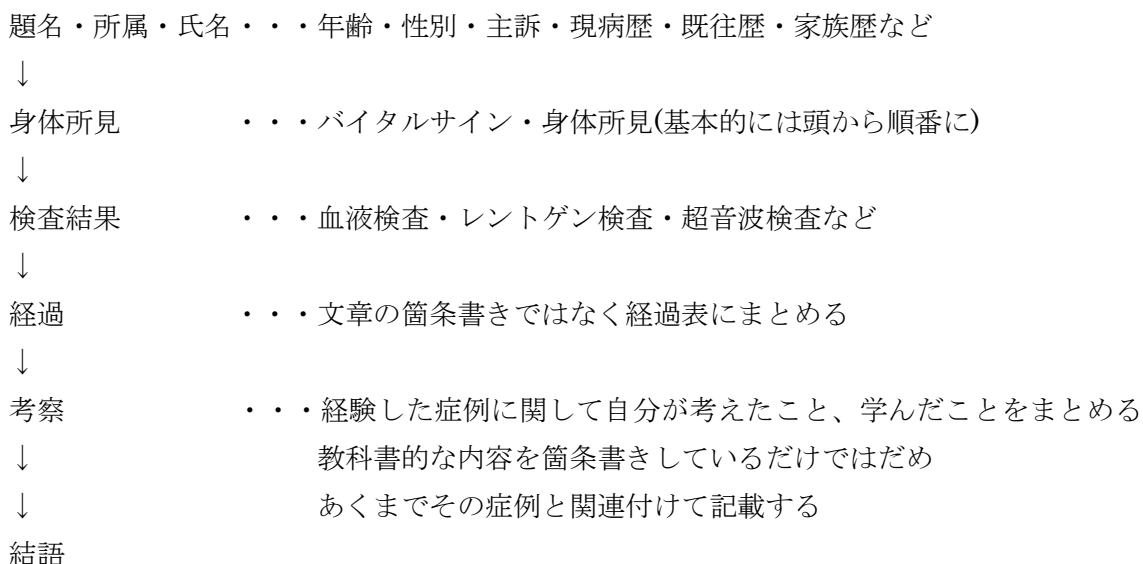 題名・所属・氏名・・・年齢・性別・主訴・現病歴・既往歴・家族歴など
↓
身体所見　　　　・・・バイタルサイン・身体所見(基本的には頭から順番に)
↓
検査結果　　　　・・・血液検査・レントゲン検査・超音波検査など
↓
経過　　　　　　・・・文章の箇条書きではなく経過表にまとめる
↓
考察　　　　　　・・・経験した症例に関して自分が考えたこと、学んだことをまとめる
↓　　　　　　　　　　教科書的な内容を箇条書きしているだけではだめ
↓　　　　　　　　　　あくまでその症例と関連付けて記載する
結語